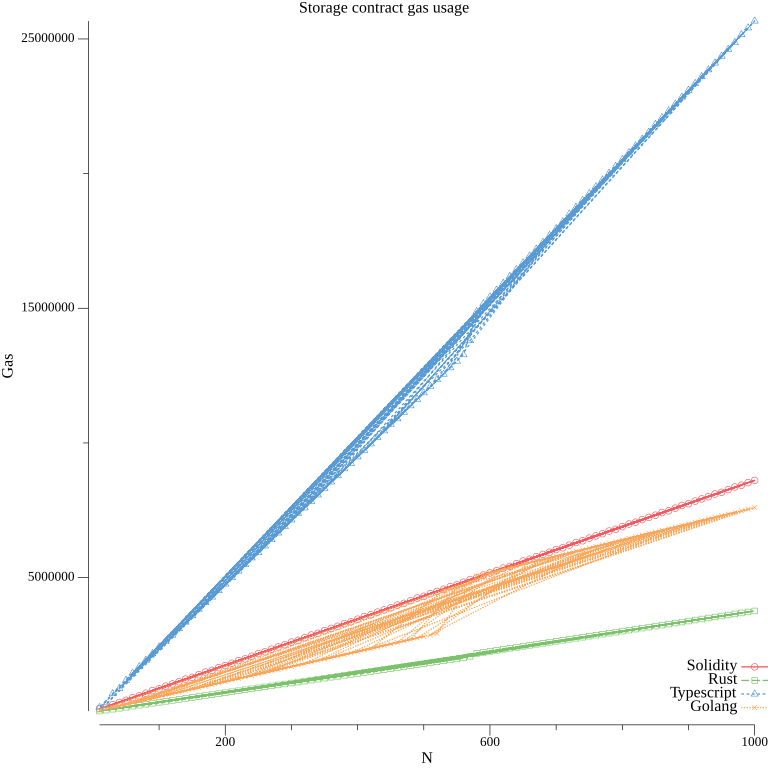 Storage contract gas usage
25000000
15000000
5000000
Gas
200
600
1000
N
Solidity
Rust
Typescript
Golang